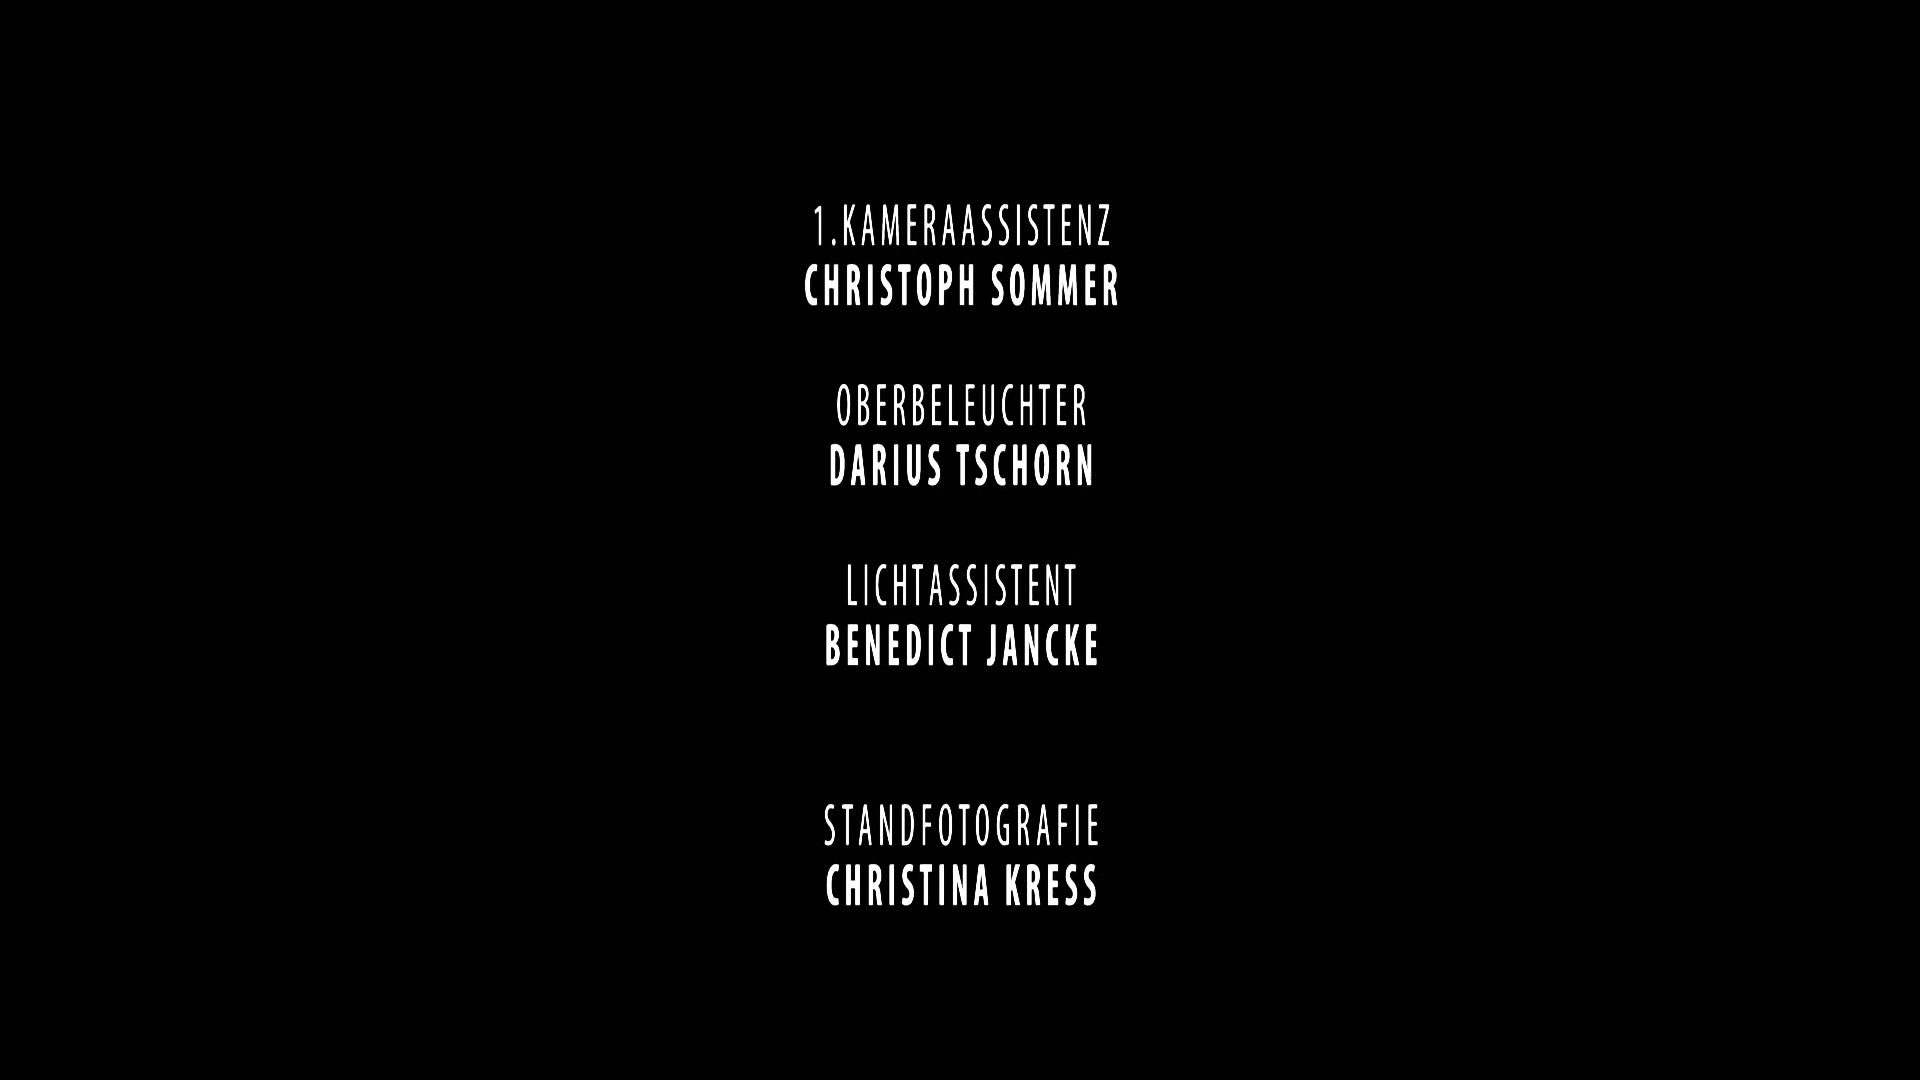 1.KAMERAASSISTENZ
CHRISTOPH SOMMER
OBERBELEUCHTER
DARIUS TSCHORN
LICHTASSISTENT
BENEDICT JANCKE
STANDFOTOGRAFIE
CHRISTINA KRESS